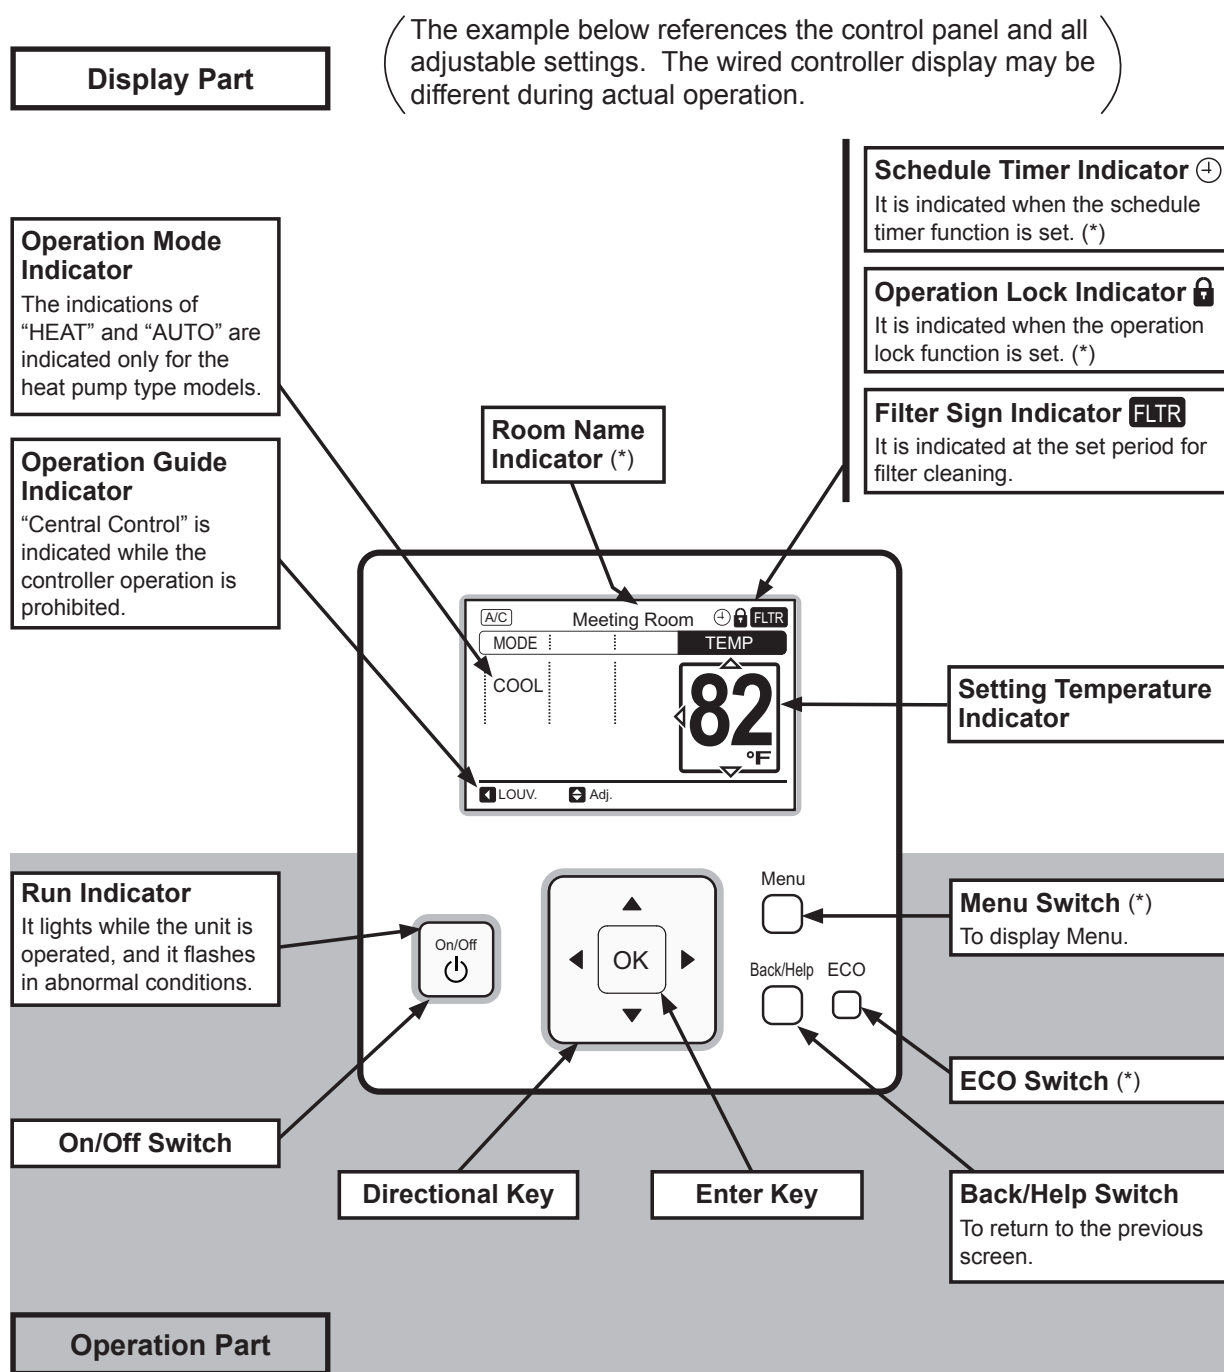 Display Part
The example below references the control panel and all
adjustable settings.  The wired controller display may be
different during actual operation.
Schedule Timer Indicator
It is indicated when the schedule
timer function is set. (*)
Operation Lock Indicator
It is indicated when the operation
lock function is set. (*)
Filter Sign Indicator FLTR
It is indicated at the set period for
filter cleaning.
Operation Mode
Indicator
The indications of
“HEAT” and “AUTO” are
indicated only for the
heat pump type models.
Operation Guide
Indicator
“Central Control” is
indicated while the
controller operation is
prohibited.
Room Name
Indicator (*)
A/C Meeting Room FLTR
MODE TEMP
COOL
82
°F
LOUV. Adj.
Setting Temperature
Indicator
Run Indicator
It lights while the unit is
operated, and it flashes
in abnormal conditions.
On/Off
OK
Menu
Back/Help ECO
Menu Switch (*)
To display Menu.
ECO Switch (*)
On/Off Switch
Directional Key
Enter Key
Back/Help Switch
To return to the previous
screen.
Operation Part